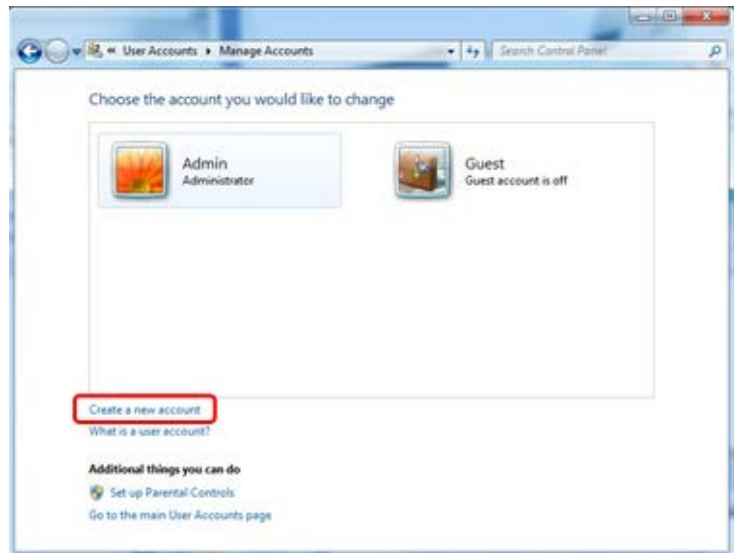 « User Accounts ▸ Manage Accounts
Search Control Panel
Choose the account you would like to change
Admin
Administrator
Guest
Guest account is off
Create a new account
What is a user account?
Additional things you can do
Set up Parental Controls
Go to the main User Accounts page